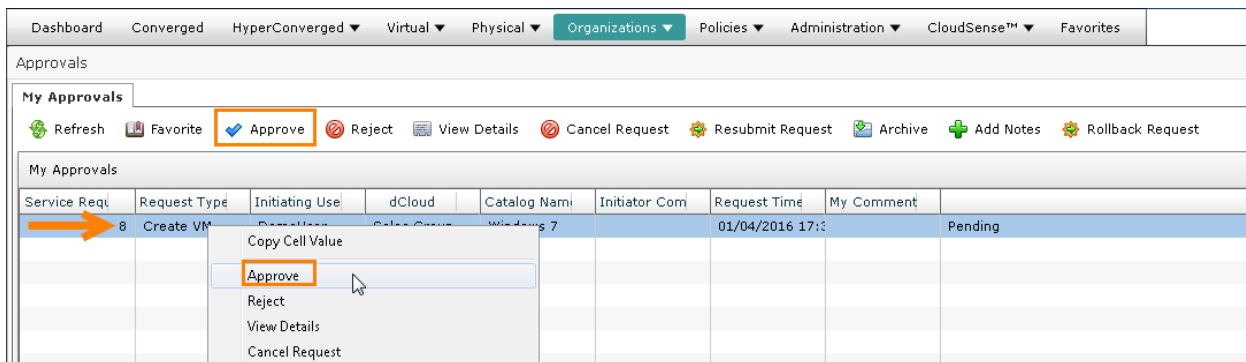 Dashboard Converged HyperConverged ▼ Virtual ▼ Physical ▼ Organizations ▼ Policies ▼ Administration ▼ CloudSense™ ▼ Favorites
Approvals
My Approvals
Refresh Favorite Approve Reject View Details Cancel Request Resubmit Request Archive Add Notes Rollback Request
My Approvals
Service Requ Request Type Initiating Use dCloud Catalog Nam Initiator Com Request Time My Comment
8 Create VM DemoUser Sales Group Windows 7 01/04/2016 17:3 Pending
Copy Cell Value
Approve
Reject
View Details
Cancel Request